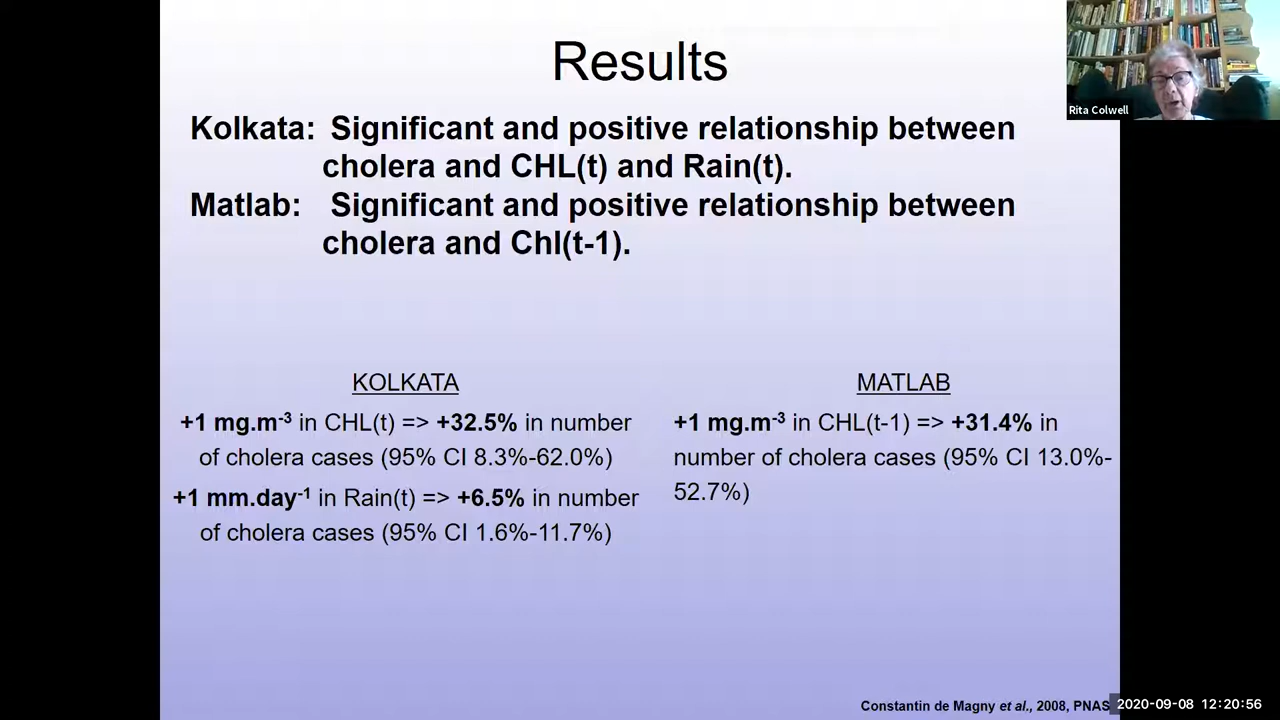 Results
Rita Colwell
Kolkata: Significant and positive relationship between
cholera and CHL(t) and Rain(t).
Matlab: Significant and positive relationship between
cholera and Chl(t-1).
KOLKATA
+1 mg.m-3 in CHL(t) => +32.5% in number
of cholera cases (95% CI 8.3%-62.0%)
+1 mm.day-1 in Rain(t) => +6.5% in number
of cholera cases (95% CI 1.6%-11.7%)
MATLAB
+1 mg.m-3 in CHL(t-1) => +31.4% in
number of cholera cases (95% CI 13.0%-
52.7%)
Constantin de Magny et al., 2008, PNAS
2020-09-08 12:20:56